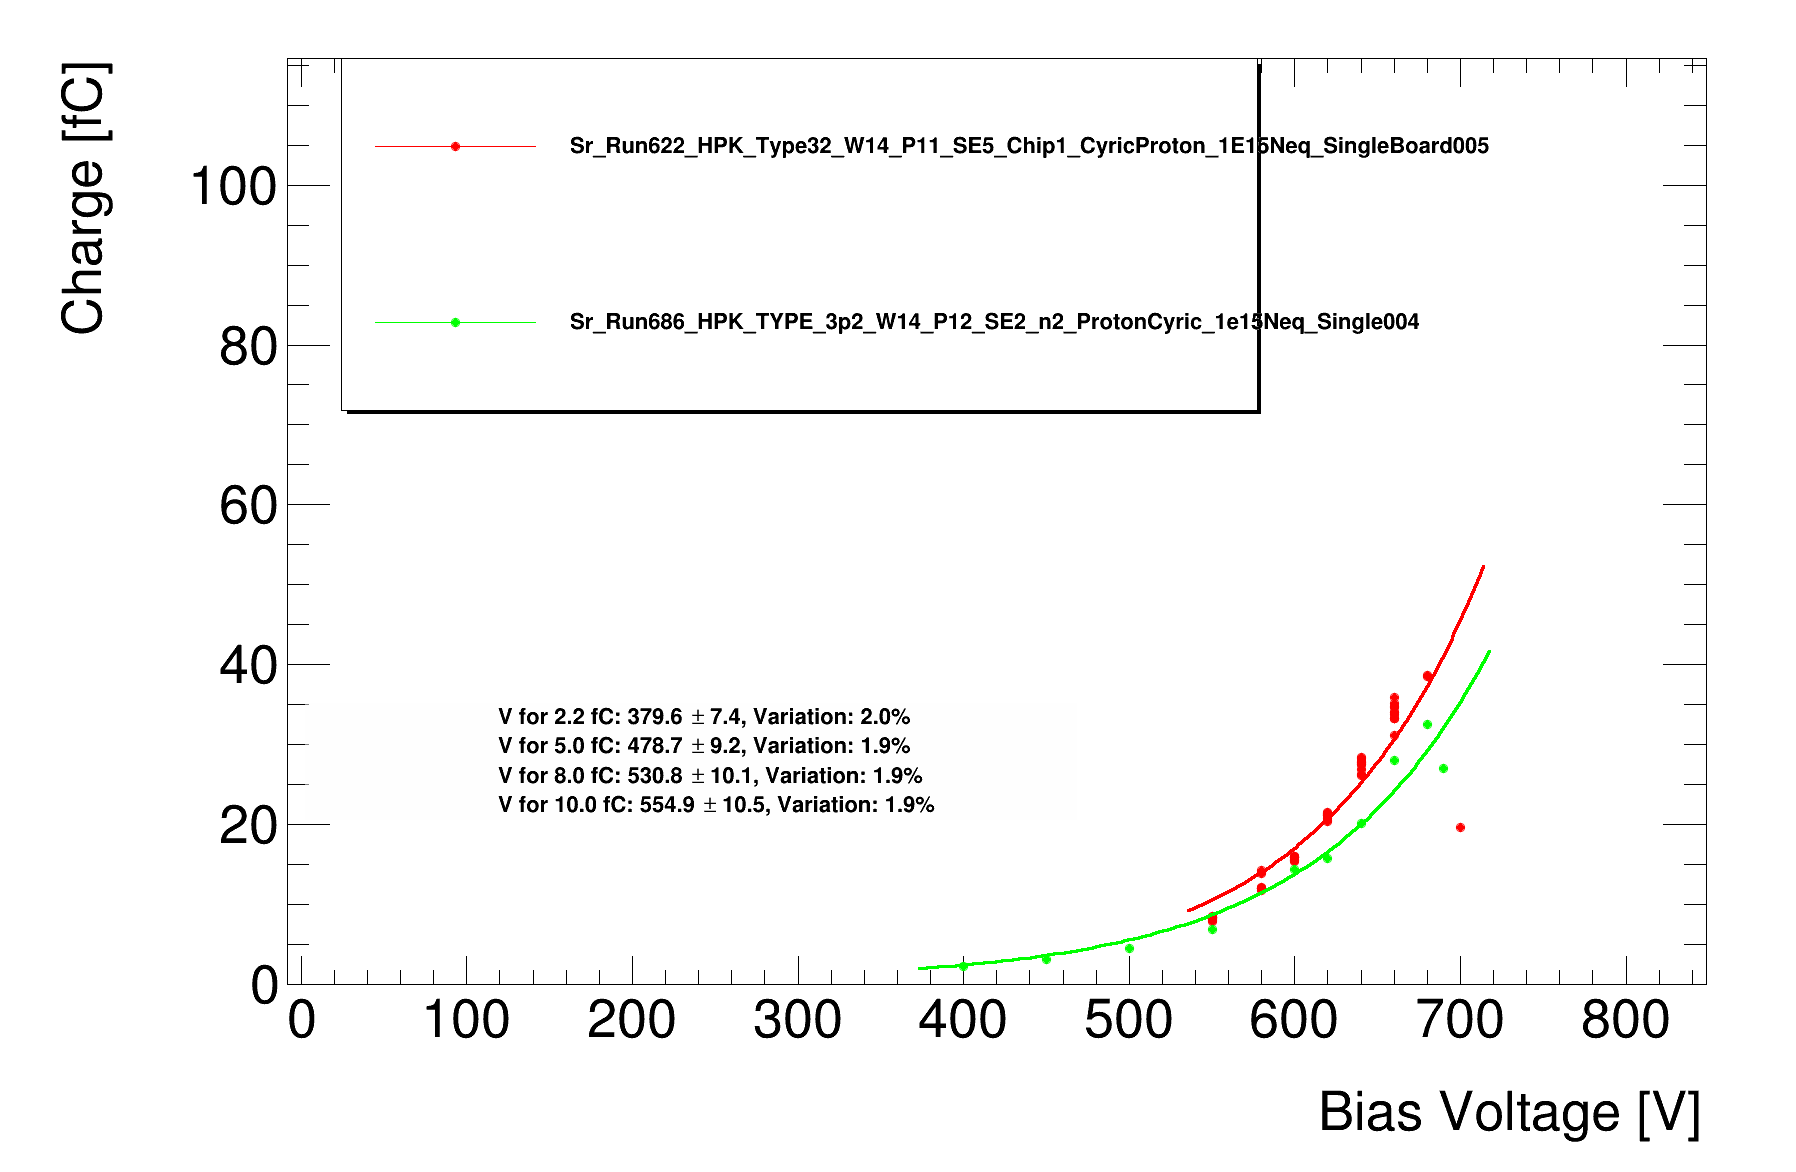 Charge [fC]
Sr_Run622_HPK_Type32_W14_P11_SE5_Chip1_CyricProton_1E15Neq_SingleBoard005
100
Sr_Run686_HPK_TYPE_3p2_W14_P12_SE2_n2_ProtonCyric_1e15Neq_Single004
80
60
40
V for 2.2 fC: 379.6 ± 7.4, Variation: 2.0%
V for 5.0 fC: 478.7 ± 9.2, Variation: 1.9%
V for 8.0 fC: 530.8 ± 10.1, Variation: 1.9%
V for 10.0 fC: 554.9 ± 10.5, Variation: 1.9%
20
0
0 100 200 300 400 500 600 700 800
Bias Voltage [V]